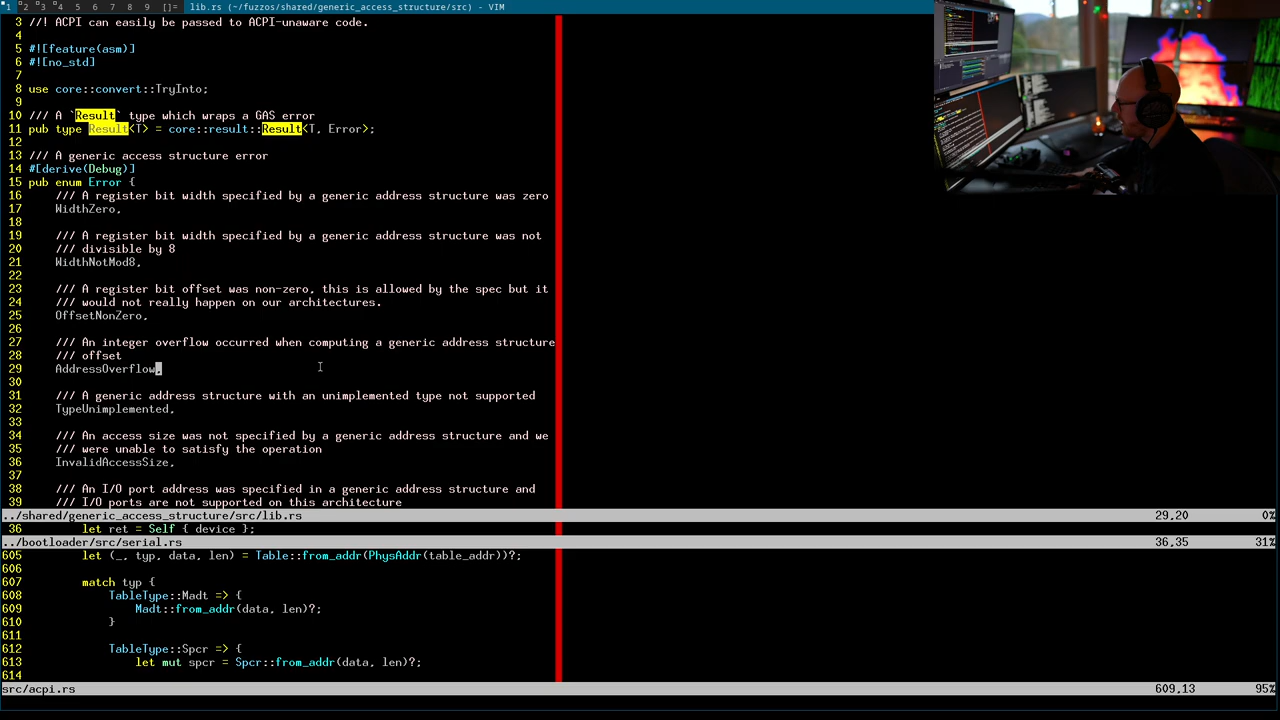 1 2 3 4 5 6 7 8 9 []= lib.rs (~/fuzzos/shared/generic_access_structure/src) - VIM
3 //! ACPI can easily be passed to ACPI-unaware code.
4
5 #![feature(asm)]
6 #![no_std]
7
8 use core::convert::TryInto;
9
10 /// A `Result` type which wraps a GAS error
11 pub type Result<T> = core::result::Result<T, Error>;
12
13 /// A generic access structure error
14 #[derive(Debug)]
15 pub enum Error {
16 /// A register bit width specified by a generic address structure was zero
17 WidthZero,
18
19 /// A register bit width specified by a generic address structure was not
20 /// divisible by 8
21 WidthNotMod8,
22
23 /// A register bit offset was non-zero, this is allowed by the spec but it
24 /// would not really happen on our architectures.
25 OffsetNonZero,
26
27 /// An integer overflow occurred when computing a generic address structure
28 /// offset
29 AddressOverflow,
30
31 /// A generic address structure with an unimplemented type not supported
32 TypeUnimplemented,
33
34 /// An access size was not specified by a generic address structure and we
35 /// were unable to satisfy the operation
36 InvalidAccessSize,
37
38 /// An I/O port address was specified in a generic address structure and
39 /// I/O ports are not supported on this architecture
../shared/generic_access_structure/src/lib.rs 29,20 0%
36 let ret = Self { device };
../bootloader/src/serial.rs 36,35 31%
605 let (_, typ, data, len) = Table::from_addr(PhysAddr(table_addr))?;
606
607 match typ {
608 TableType::Madt => {
609 Madt::from_addr(data, len)?;
610 }
611
612 TableType::Spcr => {
613 let mut spcr = Spcr::from_addr(data, len)?;
614
src/acpi.rs 609,13 95%